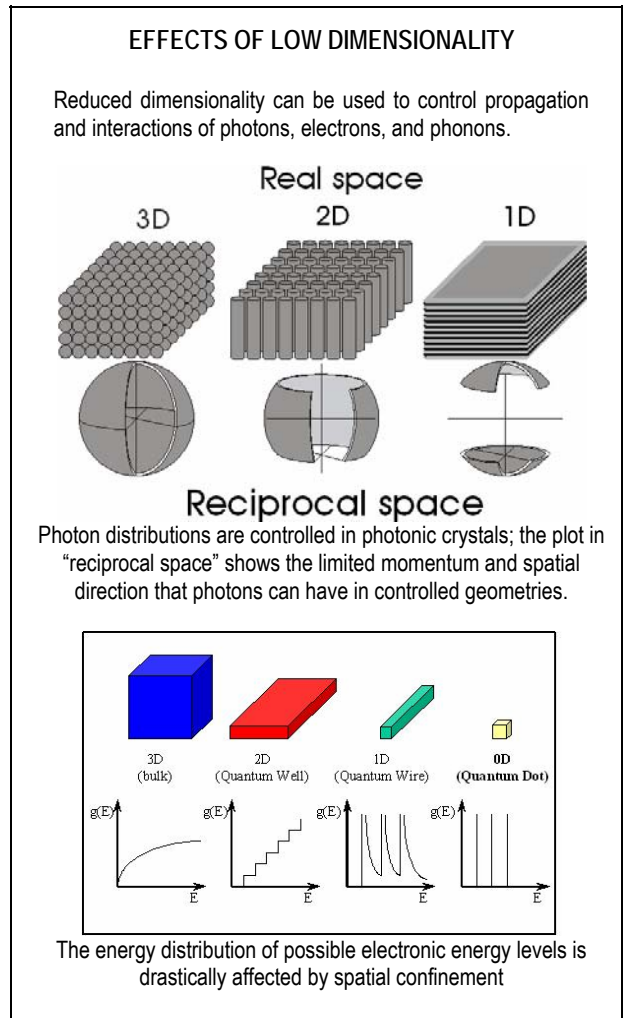 EFFECTS OF LOW DIMENSIONALITY
Reduced dimensionality can be used to control propagation
and interactions of photons, electrons, and phonons.
Real space
3D 2D 1D
Reciprocal space
Photon distributions are controlled in photonic crystals; the plot in
“reciprocal space” shows the limited momentum and spatial
direction that photons can have in controlled geometries.
3D 2D 1D 0D
(bulk) (Quantum Well) (Quantum Wire) (Quantum Dot)
g(E) g(E) g(E) g(E)
E E E E
The energy distribution of possible electronic energy levels is
drastically affected by spatial confinement